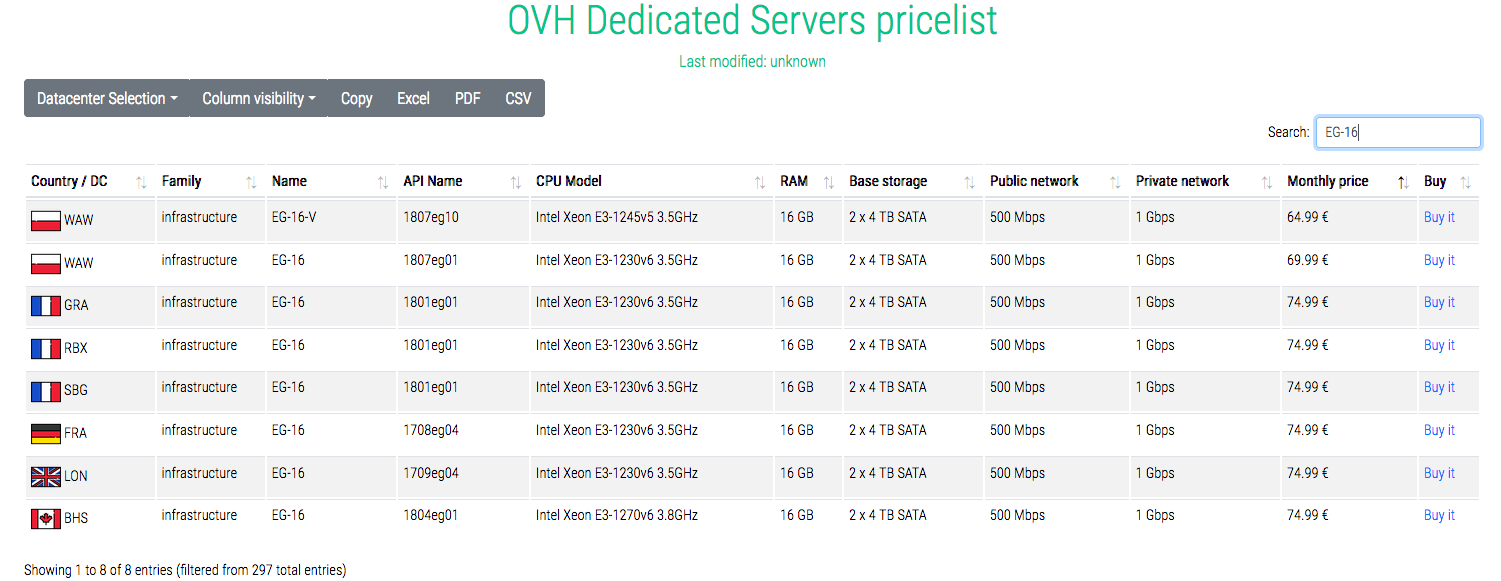 OVH Dedicated Servers pricelist
Last modified: unknown
Datacenter Selection Column visibility Copy Excel PDF CSV
Search: EG-16
Country / DC Family Name API Name CPU Model RAM Base storage Public network Private network Monthly price Buy
WAW infrastructure EG-16-V 1807eg10 Intel Xeon E3-1245v5 3.5GHz 16 GB 2 x 4 TB SATA 500 Mbps 1 Gbps 64.99 € Buy it
WAW infrastructure EG-16 1807eg01 Intel Xeon E3-1230v6 3.5GHz 16 GB 2 x 4 TB SATA 500 Mbps 1 Gbps 69.99 € Buy it
GRA infrastructure EG-16 1801eg01 Intel Xeon E3-1230v6 3.5GHz 16 GB 2 x 4 TB SATA 500 Mbps 1 Gbps 74.99 € Buy it
RBX infrastructure EG-16 1801eg01 Intel Xeon E3-1230v6 3.5GHz 16 GB 2 x 4 TB SATA 500 Mbps 1 Gbps 74.99 € Buy it
SBG infrastructure EG-16 1801eg01 Intel Xeon E3-1230v6 3.5GHz 16 GB 2 x 4 TB SATA 500 Mbps 1 Gbps 74.99 € Buy it
FRA infrastructure EG-16 1708eg04 Intel Xeon E3-1230v6 3.5GHz 16 GB 2 x 4 TB SATA 500 Mbps 1 Gbps 74.99 € Buy it
LON infrastructure EG-16 1709eg04 Intel Xeon E3-1230v6 3.5GHz 16 GB 2 x 4 TB SATA 500 Mbps 1 Gbps 74.99 € Buy it
BHS infrastructure EG-16 1804eg01 Intel Xeon E3-1270v6 3.8GHz 16 GB 2 x 4 TB SATA 500 Mbps 1 Gbps 74.99 € Buy it
Showing 1 to 8 of 8 entries (filtered from 297 total entries)